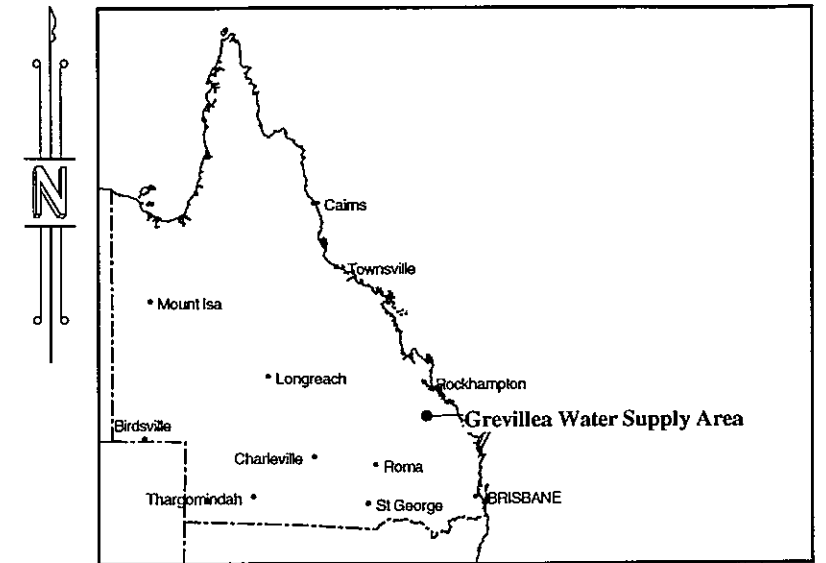 N
Cairns
Townsville
Mount Isa
Longreach
Rockhampton
Grevillea Water Supply Area
Birdsville
Charleville
Roma
Thargomindah
St George
BRISBANE